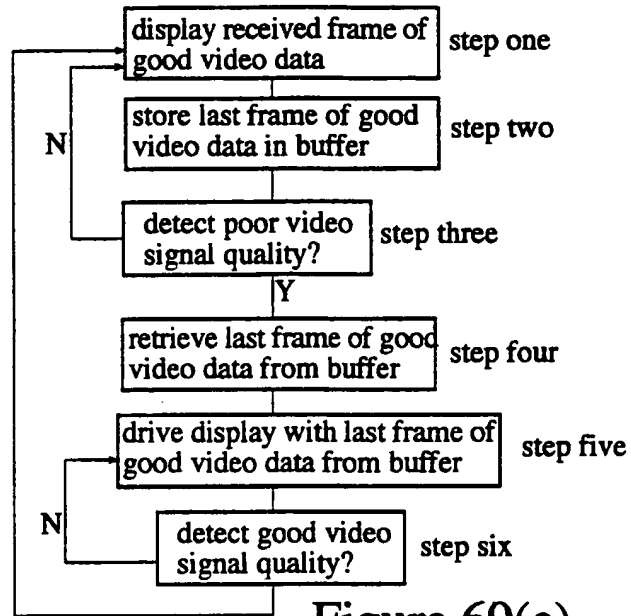 display received frame of
good video data
step one
store last frame of good
video data in buffer
step two
N
detect poor video
signal quality?
step three
Y
retrieve last frame of good
video data from buffer
step four
drive display with last frame of
good video data from buffer
step five
N
detect good video
signal quality?
step six